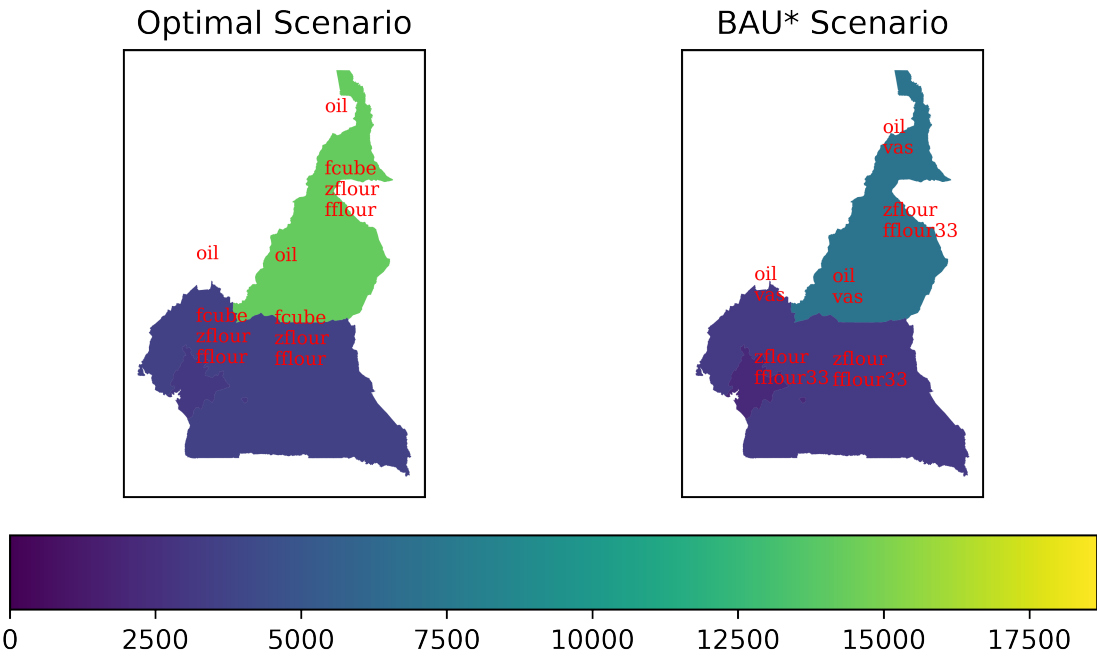 Optimal Scenario
oil
fcube
zflour
fflour
oil
oil
fcube
zflour
fflour
fcube
zflour
fflour
BAU* Scenario
oil
vas
zflour
fflour33
oil
vas
oil
vas
zflour
fflour33
zflour
fflour33
0 2500 5000 7500 10000 12500 15000 17500